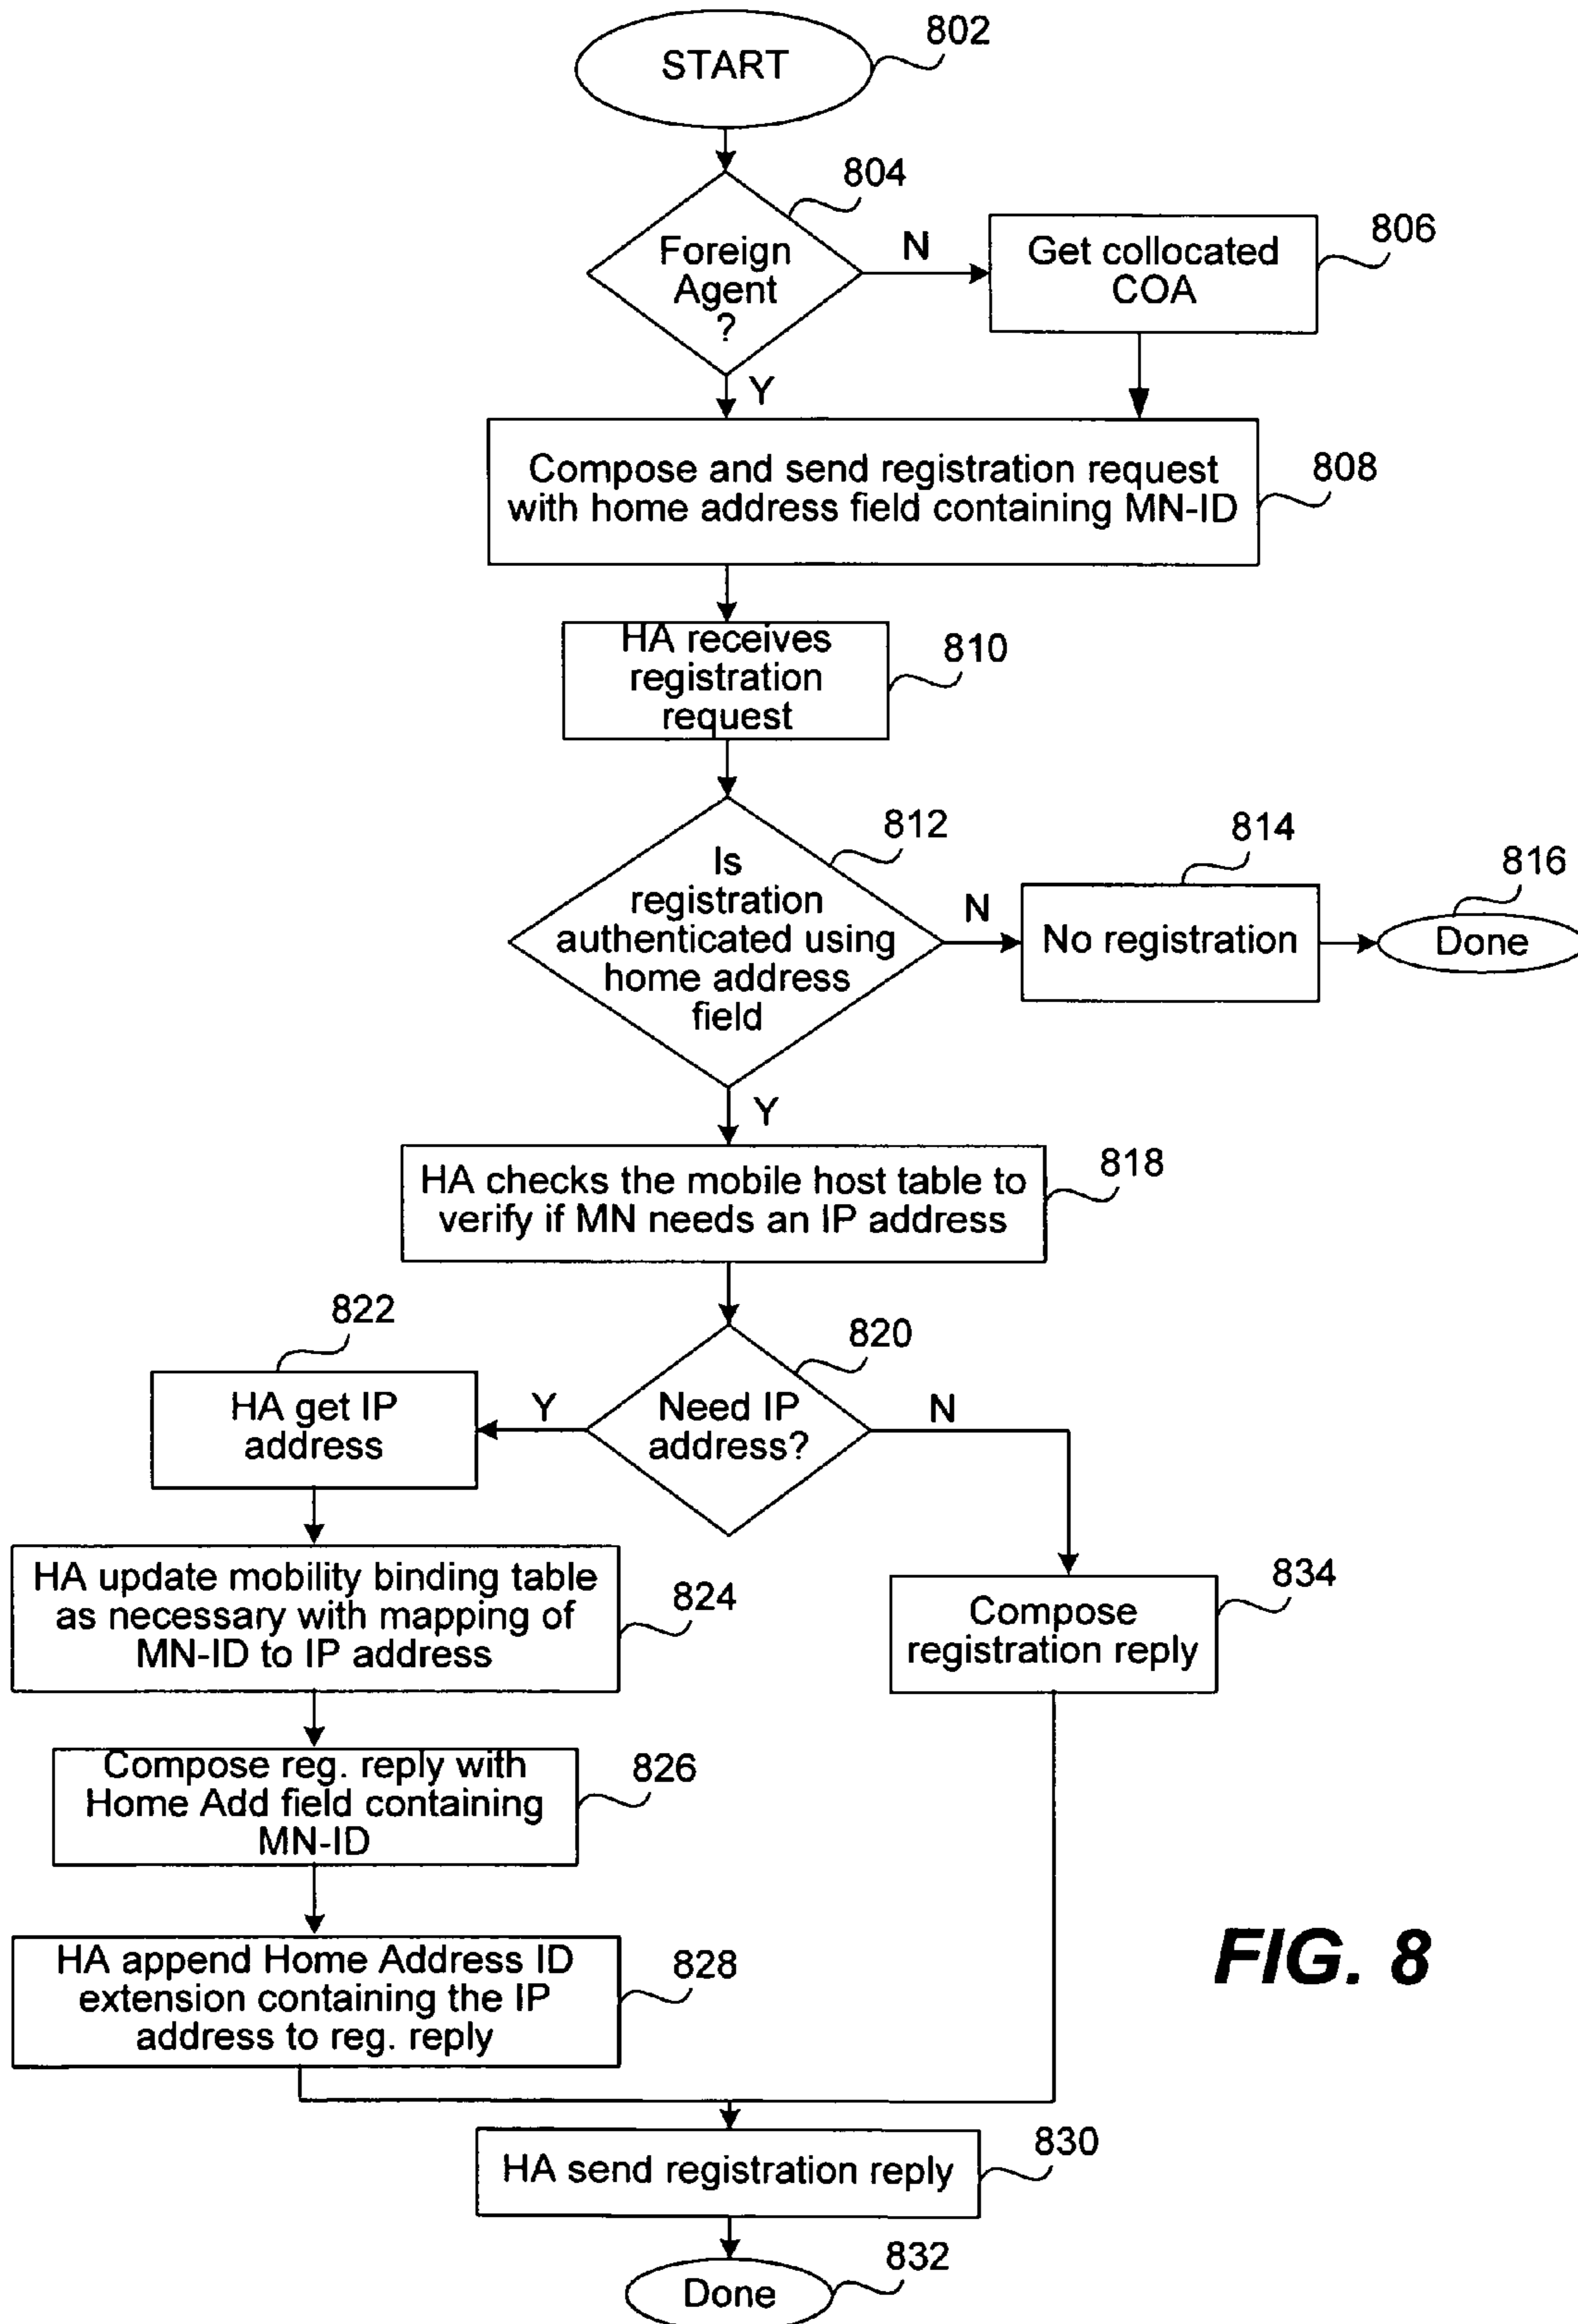 START
802
804
Foreign
Agent
?
N
Get collocated
COA
806
Y
Compose and send registration request
with home address field containing MN-ID
808
HA receives
registration
request
810
812
Is
registration
authenticated using
home address
field
N
814
No registration
816
Done
Y
HA checks the mobile host table to
verify if MN needs an IP address
818
822
820
HA get IP
address
Y
Need IP
address?
N
HA update mobility binding table
as necessary with mapping of
MN-ID to IP address
824
834
Compose
registration reply
Compose reg. reply with
Home Add field containing
MN-ID
826
HA append Home Address ID
extension containing the IP
address to reg. reply
828
FIG. 8
HA send registration reply
830
Done
832